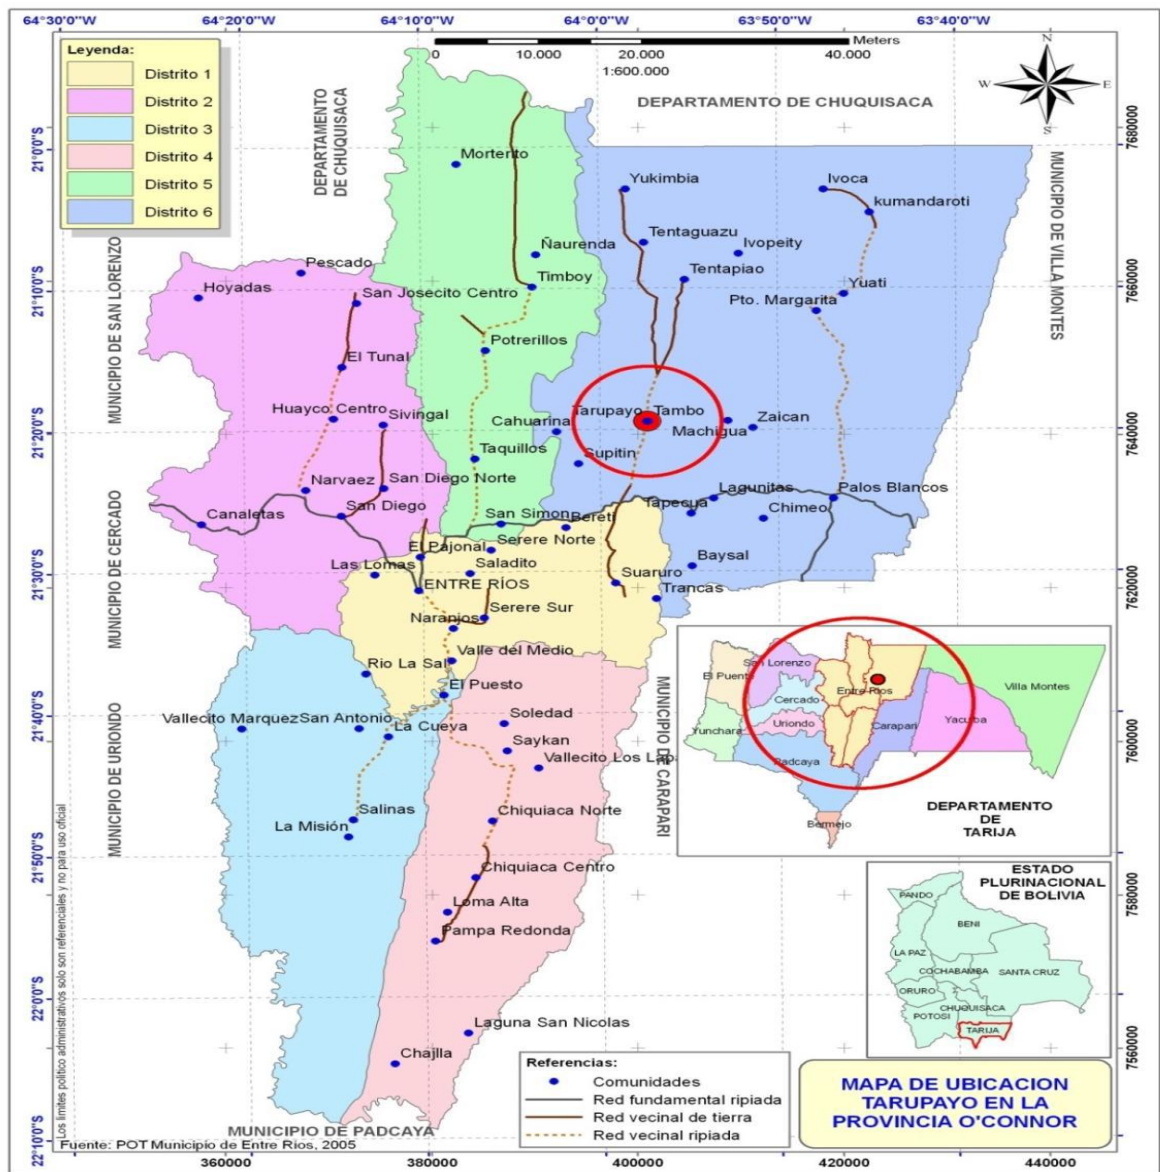 64°30'0"W
64°20'0"W
64°10'0"W
64°0'0"W
63°50'0"W
63°40'0"W
Leyenda:
Distrito 1
Distrito 2
Distrito 3
Distrito 4
Distrito 5
Distrito 6
Meters
0 10.000 20.000 40.000
1:600.000
N
W E
S
DEPARTAMENTO DE CHUQUISACA
DEPARTAMENTO
DE CHUQUISACA
MUNICIPIO DE VILLA MONTES
MUNICIPIO DE SAN LORENZO
MUNICIPIO DE CERCADO
MUNICIPIO DE URIONDO
MUNICIPIO DE CARAPARI
MUNICIPIO DE PADCAYA
21°0'0"S
21°10'0"S
21°20'0"S
21°30'0"S
21°40'0"S
21°50'0"S
22°0'0"S
22°10'0"S
7680000
7660000
7640000
7620000
7600000
7580000
7560000
Morterito
Yukimbia
Ivoca
kumandaroti
Ñaurenda
Tentaguazu
Ivopeity
Pescado
Timboy
Tentapiao
Yuati
Hoyadas
San Josecito Centro
Pto. Margarita
El Tunal
Potrerillos
Huayco Centro
Sivingal
Cahuarina
Tarupayo
Tambo
Machigua
Zaican
Taquillos
Supitin
Narvaez
San Diego Norte
Lagunitas
Palos Blancos
Canaletas
San Diego
San Simon
Bereti
Tapecua
Chimeo
El Pajonal
Serere Norte
Las Lomas
Saladito
Baysal
ENTRE RÍOS
Suaruro
Trancas
Naranjos
Serere Sur
Valle del Medio
Rio La Sal
El Puesto
Vallecito Marquez
San Antonio
La Cueva
Soledad
Saykan
Vallecito Los Lapa
Salinas
La Misión
Chiquiaca Norte
Chiquiaca Centro
Loma Alta
Pampa Redonda
Laguna San Nicolas
Chajlla
San Lorenzo
El Puente
Entre Rios
Cercado
Villa Montes
Yunchara
Uriondo
Carapari
Yacuiba
Padcaya
Bermejo
DEPARTAMENTO
DE
TARIJA
ESTADO
PLURINACIONAL
DE BOLIVIA
PANDO
BENI
LA PAZ
COCHABAMBA
SANTA CRUZ
ORURO
CHUQUISACA
POTOSI
TARIJA
Referencias:
Comunidades
Red fundamental ripiada
Red vecinal de tierra
Red vecinal ripiada
MAPA DE UBICACION
TARUPAYO EN LA
PROVINCIA O'CONNOR
Los limites politico administrativos solo son referenciales y no para uso oficial
Fuente: POT Municipio de Entre Rios, 2005
360000
380000
400000
420000
440000